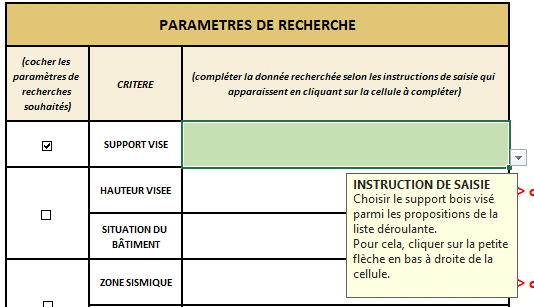 PARAMETRES DE RECHERCHE
(cocher les
paramètres de
recherches
souhaités)
CRITERE
(compléter la donnée recherchée selon les instructions de saisie qui
apparaissent en cliquant sur la cellule à compléter)
SUPPORT VISE
HAUTEUR VISEE
SITUATION DU
BÂTIMENT
ZONE SISMIQUE
INSTRUCTION DE SAISIE
Choisir le support bois visé
parmi les propositions de la
liste déroulante.
Pour cela, cliquer sur la petite
flèche en bas à droite de la
cellule.